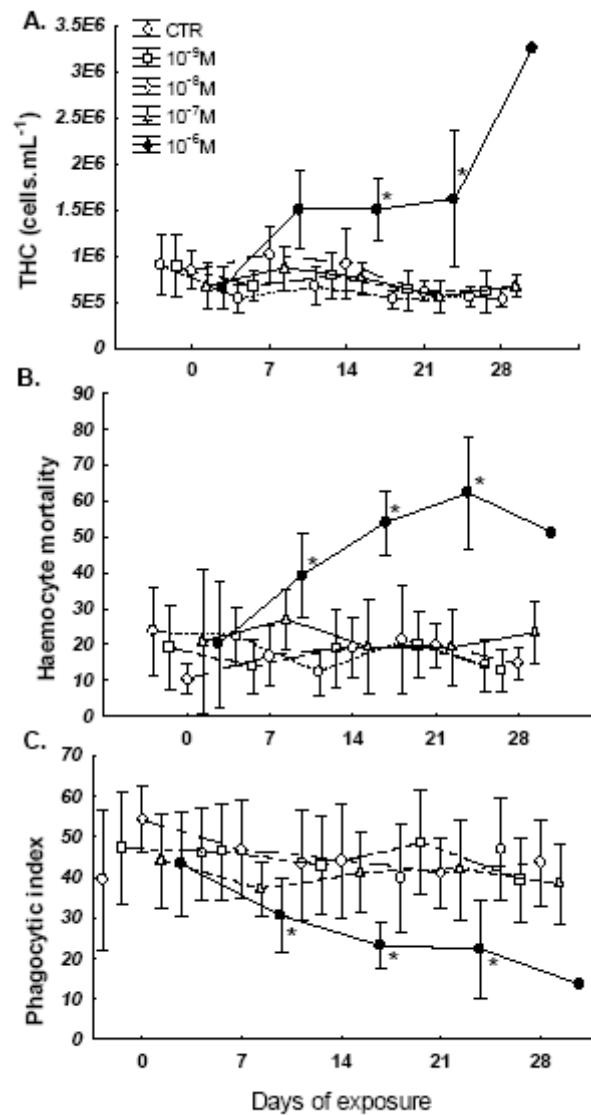 A.
CTR
10⁻⁹M
10⁻⁸M
10⁻⁷M
10⁻⁶M
THC (cells.mL⁻¹)
3.5E6
3E6
2.5E6
2E6
1.5E6
1E6
5E5
0
* *
0 7 14 21 28
B.
Haemocyte mortality
90
80
70
60
50
40
30
20
10
0
* * *
0 7 14 21 28
C.
Phagocytic index
70
60
50
40
30
20
10
0
* * *
0 7 14 21 28
Days of exposure